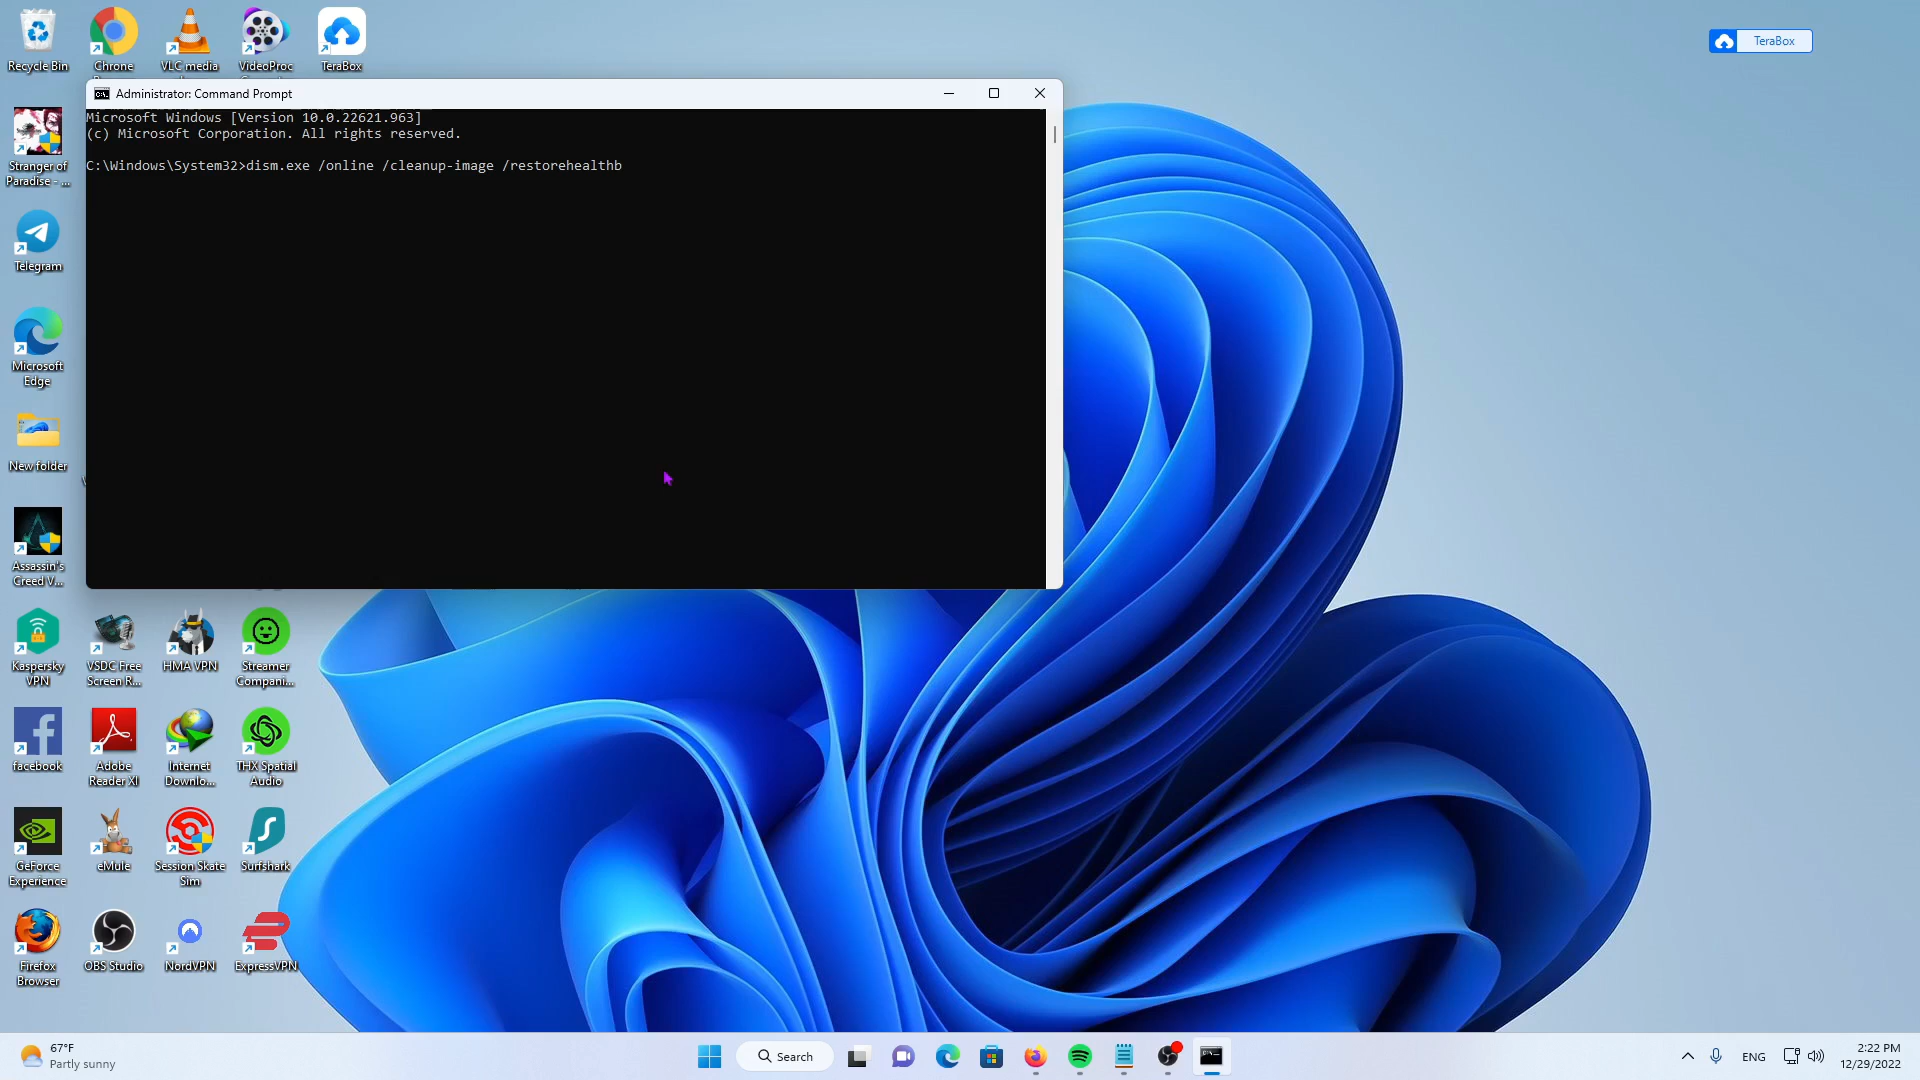 Recycle Bin
Chrome
VLC media
VideoProc
TeraBox
TeraBox
Administrator: Command Prompt
Microsoft Windows [Version 10.0.22621.963]
(c) Microsoft Corporation. All rights reserved.
C:\Windows\System32>dism.exe /online /cleanup-image /restorehealthb
Stranger of
Paradise - ...
Telegram
Microsoft
Edge
New folder
Assassin's
Creed V...
Kaspersky
VPN
VSDC Free
Screen R...
HMA VPN
Streamer
Compani...
facebook
Adobe
Reader XI
Internet
Downlo...
THX Spatial
Audio
GeForce
Experience
eMule
Session Skate
Sim
Surfshark
Firefox
Browser
OBS Studio
NordVPN
ExpressVPN
67°F
Partly sunny
Search
ENG
2:22 PM
12/29/2022